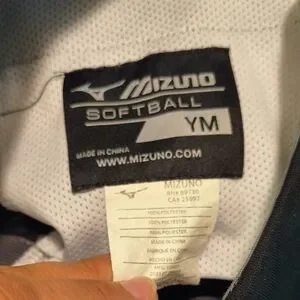 MIZUNO
SOFTBALL
YM
MADE IN CHINA
WWW.MIZUNO.COM
MIZUNO
100% POLYESTER
100% POLYESTER
100% POLYESTER
MADE IN CHINA